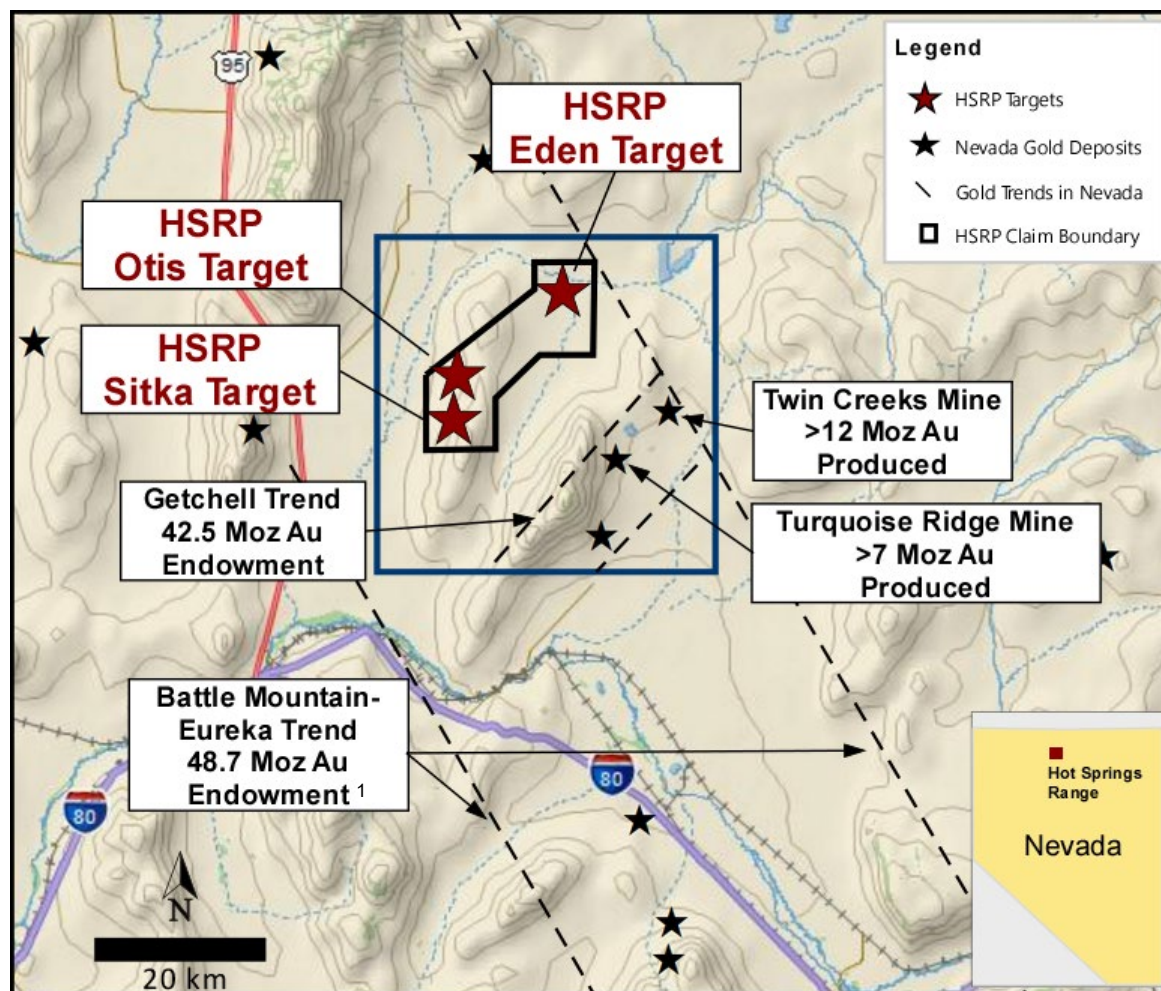 95
HSRP
Eden Target
Legend
HSRP Targets
Nevada Gold Deposits
Gold Trends in Nevada
HSRP Claim Boundary
HSRP
Otis Target
HSRP
Sitka Target
Twin Creeks Mine
>12 Moz Au
Produced
Getchell Trend
42.5 Moz Au
Endowment
Turquoise Ridge Mine
>7 Moz Au
Produced
Battle Mountain-
Eureka Trend
48.7 Moz Au
Endowment 1
80
80
Hot Springs
Range
Nevada
N
20 km